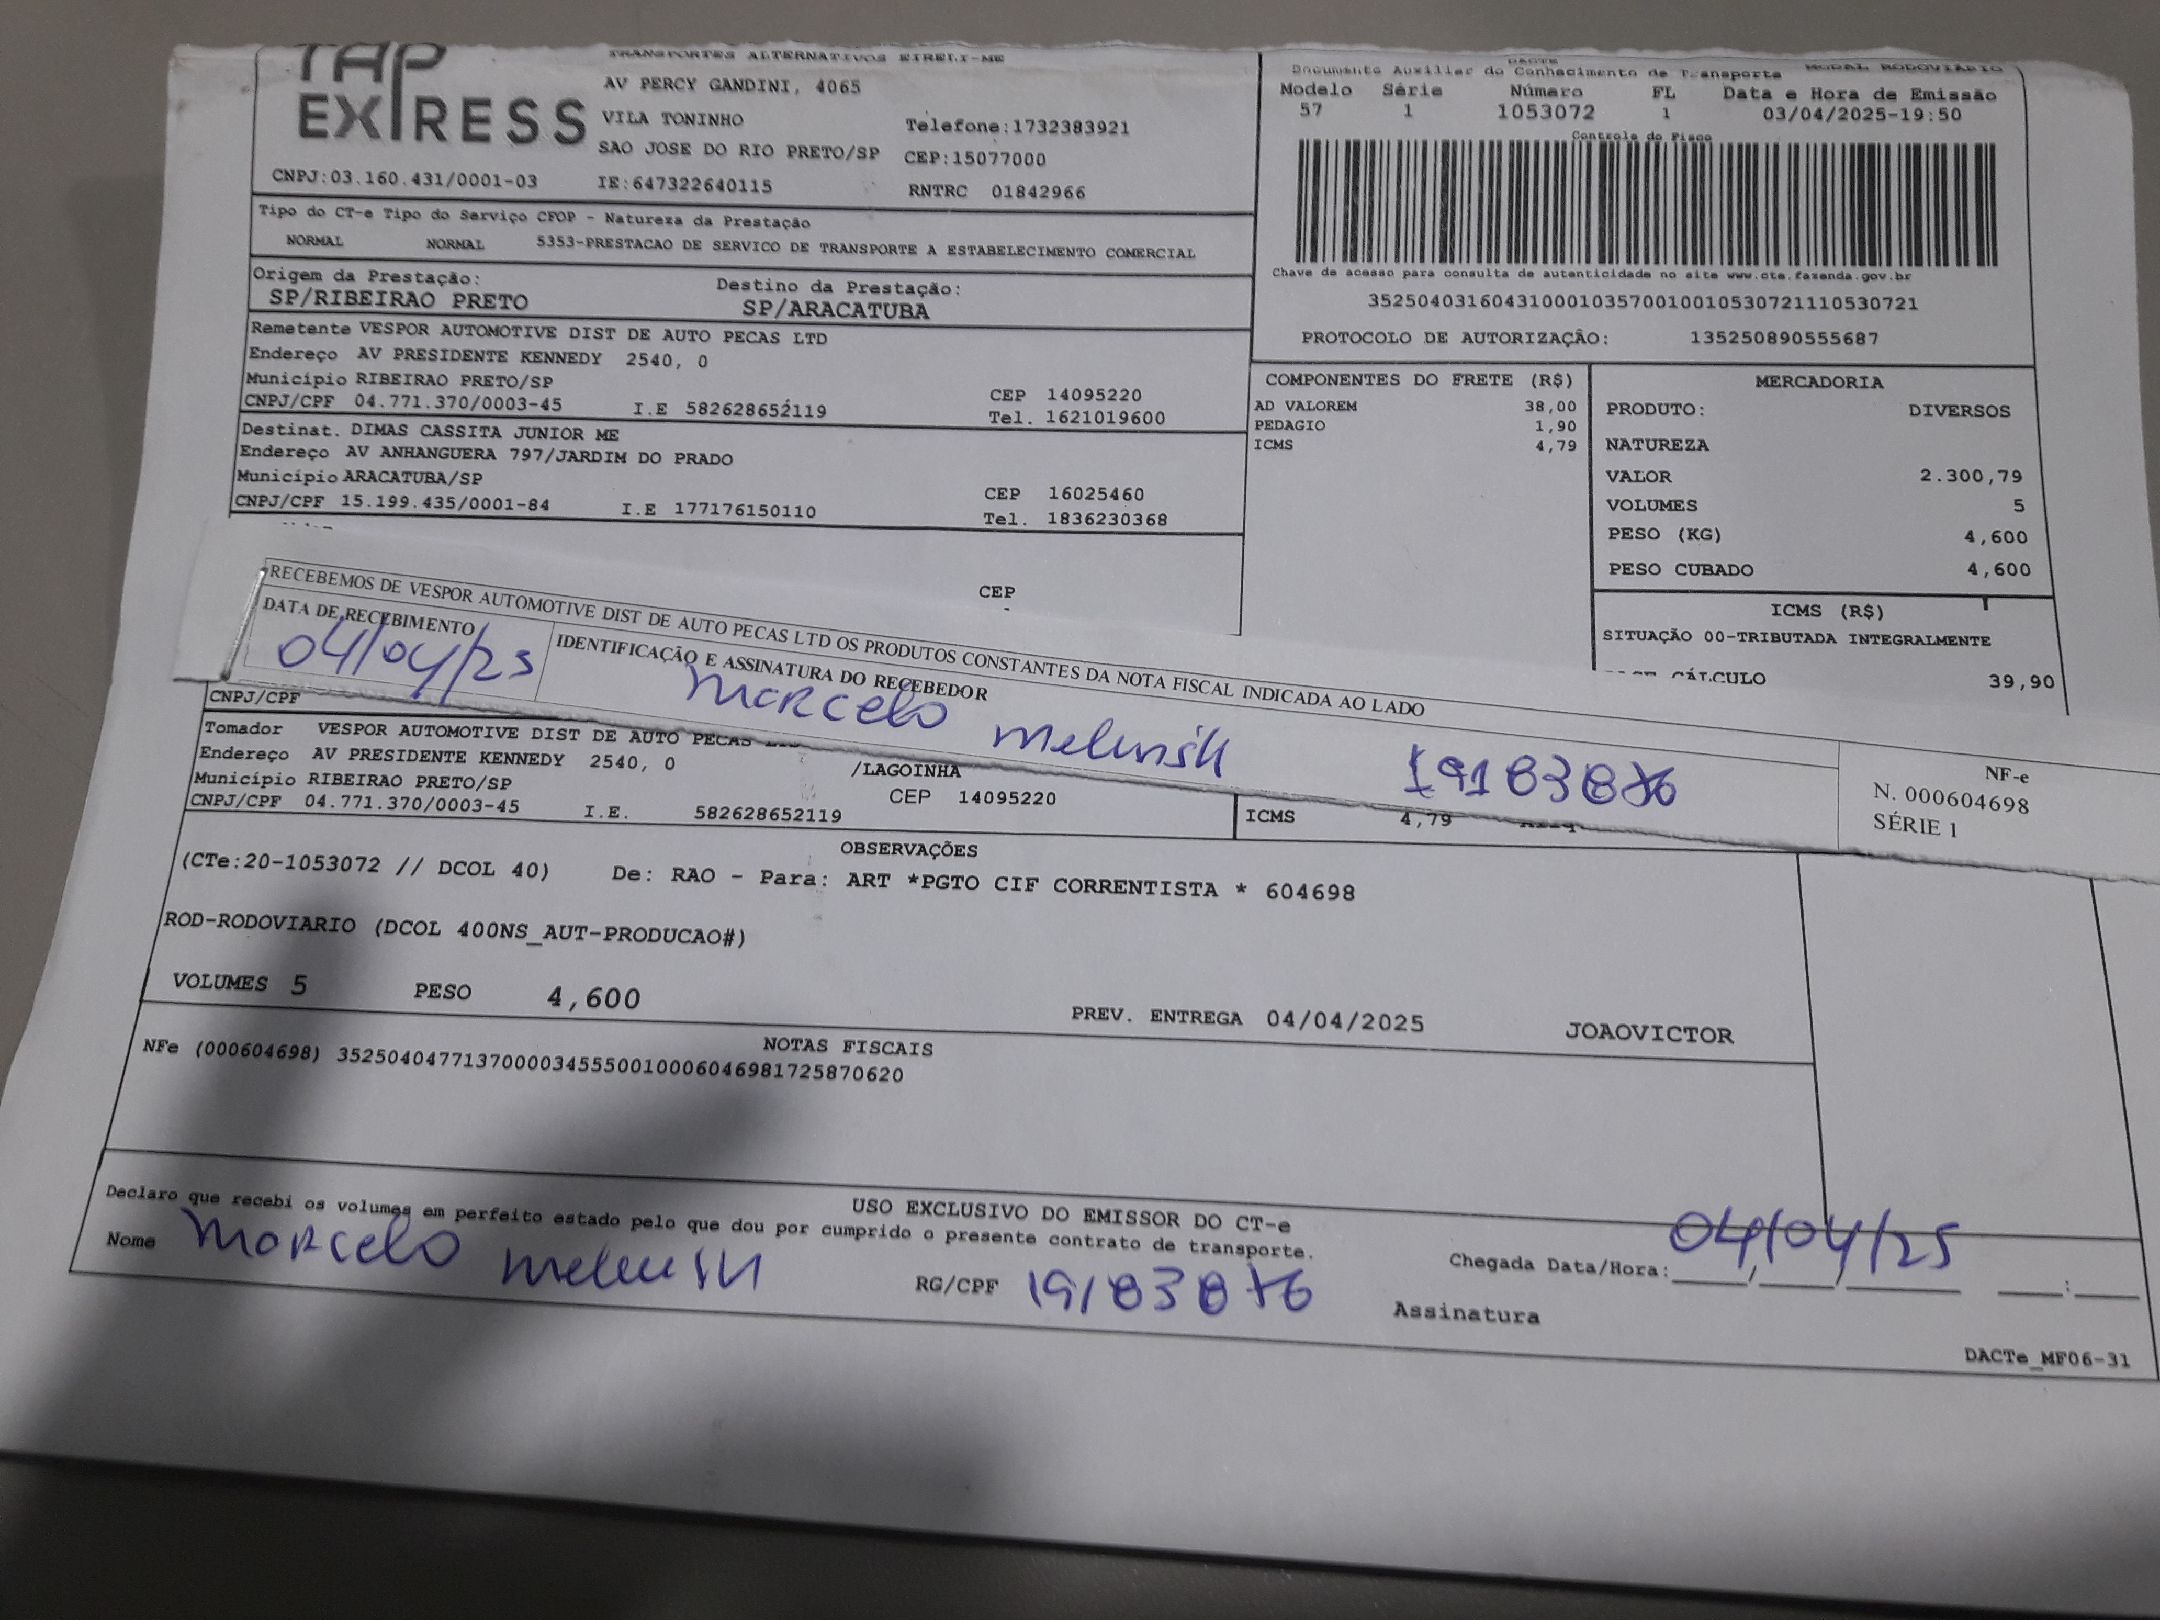 TAP
EXPRESS
TRANSPORTES ALTERNATIVOS EIRELI-ME
AV PERCY GANDINI, 4065
VILA TONINHO Telefone:1732383921
SAO JOSE DO RIO PRETO/SP CEP:15077000
CNPJ:03.160.431/0001-03 IE:647322640115 RNTRC 01842966
Tipo do CT-e Tipo do Serviço CFOP - Natureza da Prestação
NORMAL NORMAL 5353-PRESTACAO DE SERVICO DE TRANSPORTE A ESTABELECIMENTO COMERCIAL
Origem da Prestação: Destino da Prestação:
SP/RIBEIRAO PRETO SP/ARACATUBA
Remetente VESPOR AUTOMOTIVE DIST DE AUTO PECAS LTD
Endereço AV PRESIDENTE KENNEDY 2540, 0
Município RIBEIRAO PRETO/SP CEP 14095220
CNPJ/CPF 04.771.370/0003-45 I.E 582628652119 Tel. 1621019600
Destinat. DIMAS CASSITA JUNIOR ME
Endereço AV ANHANGUERA 797/JARDIM DO PRADO
Município ARACATUBA/SP CEP 16025460
CNPJ/CPF 15.199.435/0001-84 I.E 177176150110 Tel. 1836230368
CEP
DACTE MODAL RODOVIÁRIO
Documento Auxiliar do Conhecimento de Transporte
Modelo Série Número FL Data e Hora de Emissão
57 1 1053072 1 03/04/2025-19:50
Controle do Fisco
Chave de acesso para consulta de autenticidade no site www.cte.fazenda.gov.br
35250403160431000103570010010530721110530721
PROTOCOLO DE AUTORIZAÇÂO: 135250890555687
COMPONENTES DO FRETE (R$)
AD VALOREM 38,00
PEDAGIO 1,90
ICMS 4,79
MERCADORIA
PRODUTO: DIVERSOS
NATUREZA
VALOR 2.300,79
VOLUMES 5
PESO (KG) 4,600
PESO CUBADO 4,600
ICMS (R$)
SITUAÇÃO 00-TRIBUTADA INTEGRALMENTE
CÁLCULO 39,90
RECEBEMOS DE VESPOR AUTOMOTIVE DIST DE AUTO PECAS LTD OS PRODUTOS CONSTANTES DA NOTA FISCAL INDICADA AO LADO
DATA DE RECEBIMENTO IDENTIFICAÇÃO E ASSINATURA DO RECEBEDOR
04/04/25 Marcelo 19183876
NF-e
N. 000604698
SÉRIE 1
CNPJ/CPF
Tomador VESPOR AUTOMOTIVE DIST DE AUTO PECAS
Endereço AV PRESIDENTE KENNEDY 2540, 0 /LAGOINHA
Município RIBEIRAO PRETO/SP CEP 14095220
CNPJ/CPF 04.771.370/0003-45 I.E. 582628652119
ICMS 4,79
OBSERVAÇÕES
(CTe:20-1053072 // DCOL 40) De: RAO - Para: ART *PGTO CIF CORRENTISTA * 604698
ROD-RODOVIARIO (DCOL 400NS_AUT-PRODUCAO#)
VOLUMES 5 PESO 4,600 PREV. ENTREGA 04/04/2025 JOAOVICTOR
NOTAS FISCAIS
NFe (000604698) 35250404771370000345550010006046981725870620
USO EXCLUSIVO DO EMISSOR DO CT-e
Declaro que recebi os volumes em perfeito estado pelo que dou por cumprido o presente contrato de transporte.
Nome Marcelo RG/CPF 19183876 Chegada Data/Hora: 04/04/25
Assinatura
DACTe_MF06-31